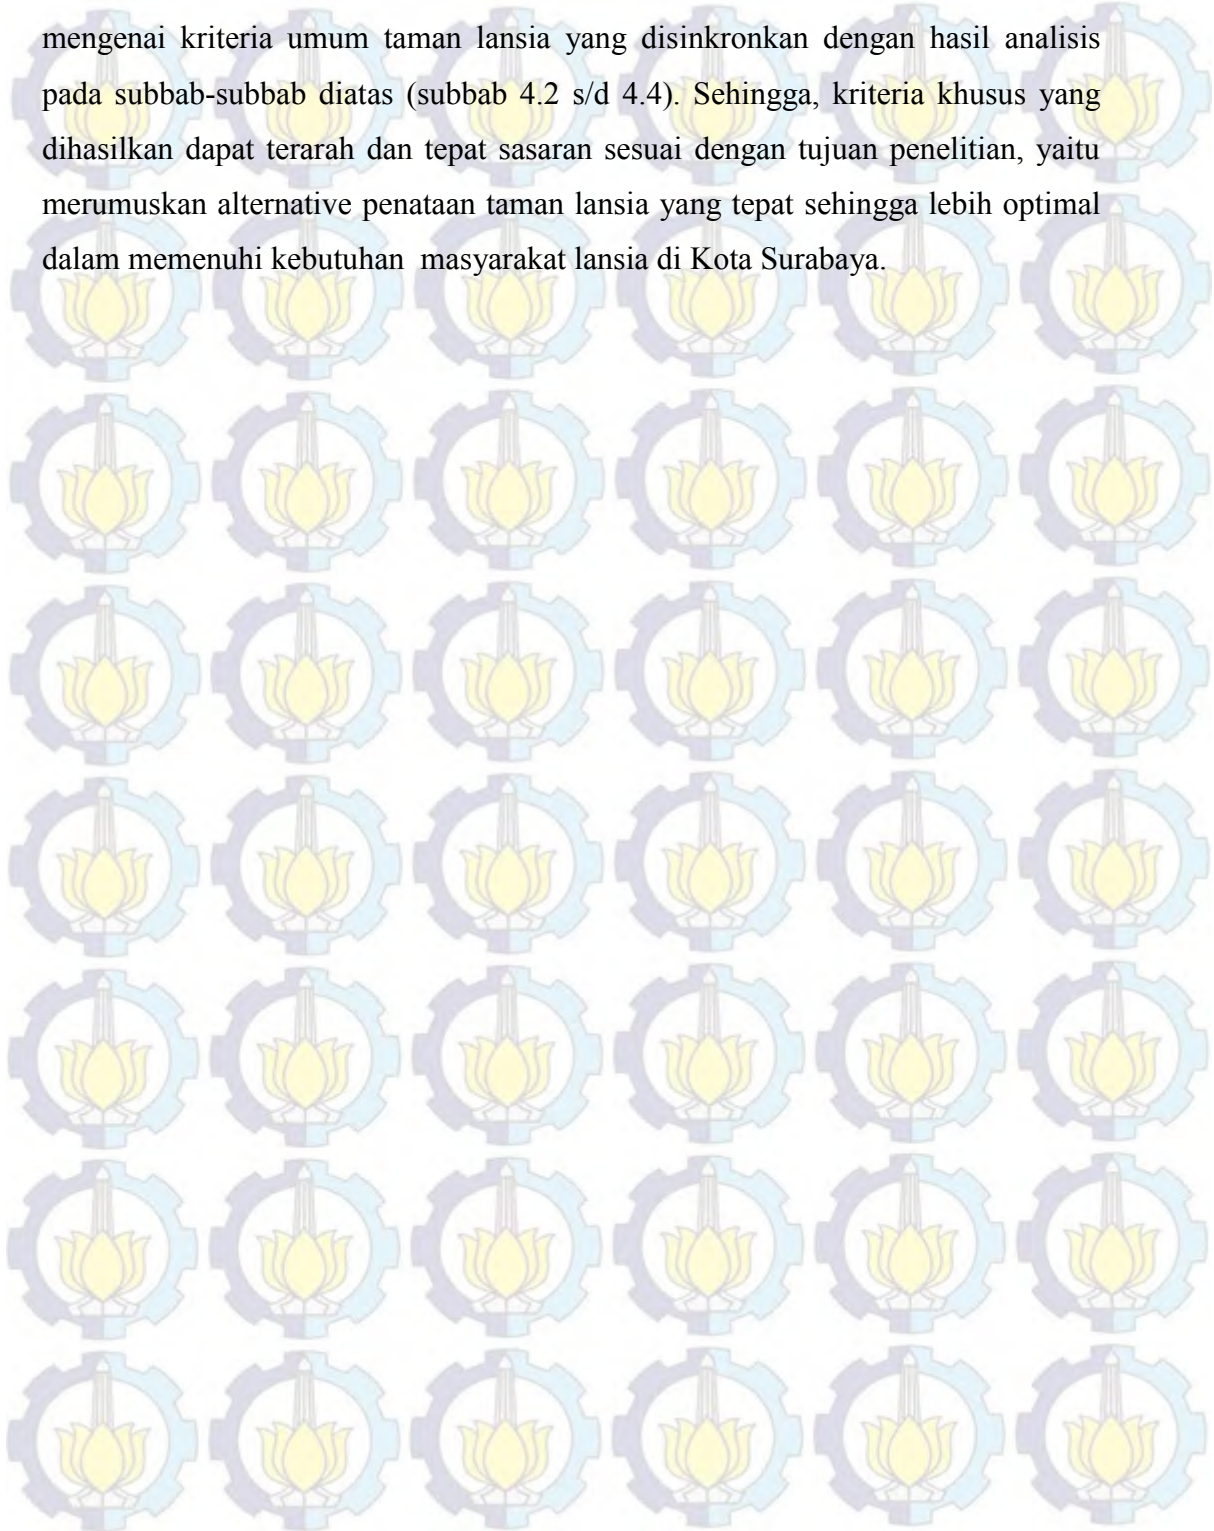 mengenai kriteria umum taman lansia yang disinkronkan dengan hasil analisis
pada subbab-subbab diatas (subbab 4.2 s/d 4.4). Sehingga, kriteria khusus yang
dihasilkan dapat terarah dan tepat sasaran sesuai dengan tujuan penelitian, yaitu
merumuskan alternative penataan taman lansia yang tepat sehingga lebih optimal
dalam memenuhi kebutuhan  masyarakat lansia di Kota Surabaya.